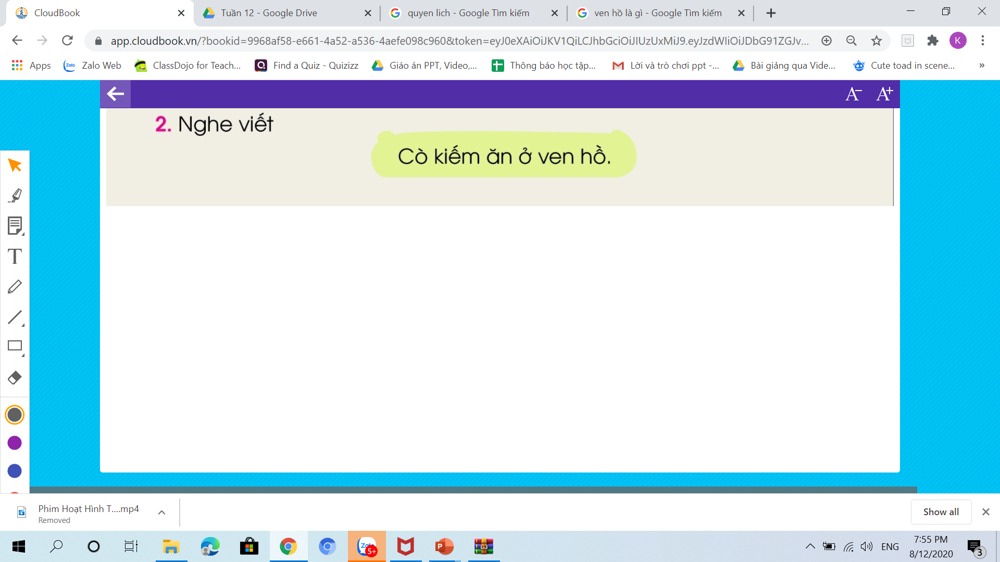 CloudBook
Tuần 12 - Google Drive
quyen lich - Google Tìm kiếm
ven hồ là gì - Google Tìm kiếm
app.cloudbook.vn/?bookid=9968af58-e661-4a52-a536-4aefe098c960&token=eyJ0eXAiOiJKV1QiLCJhbGciOiJIUzUxMiJ9.eyJzdWIiOiJDbG91ZGJv...
K
Apps
Zalo Web
ClassDojo for Teach...
Find a Quiz - Quizizz
Giáo án PPT, Video,...
Thông báo học tập...
Lời và trò chơi ppt -...
Bài giảng qua Vide...
Cute toad in scene...
»
A− A+
2. Nghe viết
Cò kiếm ăn ở ven hồ.
T
Phim Hoạt Hình T....mp4
Removed
Show all
Zalo
5+
P
ENG
7:55 PM
8/12/2020
3